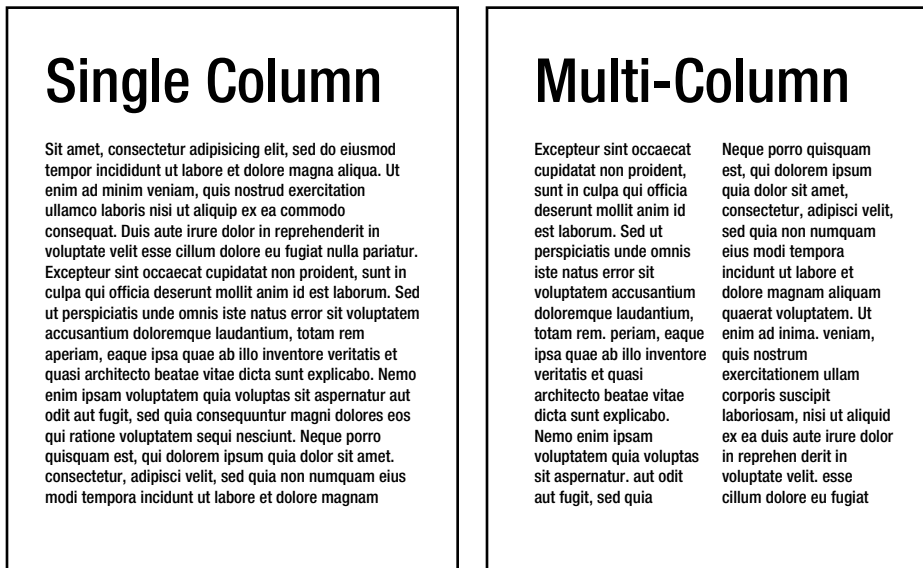 Single Column
Sit amet, consectetur adipisicing elit, sed do eiusmod
tempor incididunt ut labore et dolore magna aliqua. Ut
enim ad minim veniam, quis nostrud exercitation
ullamco laboris nisi ut aliquip ex ea commodo
consequat. Duis aute irure dolor in reprehenderit in
voluptate velit esse cillum dolore eu fugiat nulla pariatur.
Excepteur sint occaecat cupidatat non proident, sunt in
culpa qui officia deserunt mollit anim id est laborum. Sed
ut perspiciatis unde omnis iste natus error sit voluptatem
accusantium doloremque laudantium, totam rem
aperiam, eaque ipsa quae ab illo inventore veritatis et
quasi architecto beatae vitae dicta sunt explicabo. Nemo
enim ipsam voluptatem quia voluptas sit aspernatur aut
odit aut fugit, sed quia consequuntur magni dolores eos
qui ratione voluptatem sequi nesciunt. Neque porro
quisquam est, qui dolorem ipsum quia dolor sit amet.
consectetur, adipisci velit, sed quia non numquam eius
modi tempora incidunt ut labore et dolore magnam
Multi-Column
Excepteur sint occaecat
cupidatat non proident,
sunt in culpa qui officia
deserunt mollit anim id
est laborum. Sed ut
perspiciatis unde omnis
iste natus error sit
voluptatem accusantium
doloremque laudantium,
totam rem. periam, eaque
ipsa quae ab illo inventore
veritatis et quasi
architecto beatae vitae
dicta sunt explicabo.
Nemo enim ipsam
voluptatem quia voluptas
sit aspernatur. aut odit
aut fugit, sed quia
Neque porro quisquam
est, qui dolorem ipsum
quia dolor sit amet,
consectetur, adipisci velit,
sed quia non numquam
eius modi tempora
incidunt ut labore et
dolore magnam aliquam
quaerat voluptatem. Ut
enim ad inima. veniam,
quis nostrum
exercitationem ullam
corporis suscipit
laboriosam, nisi ut aliquid
ex ea duis aute irure dolor
in reprehen derit in
voluptate velit. esse
cillum dolore eu fugiat